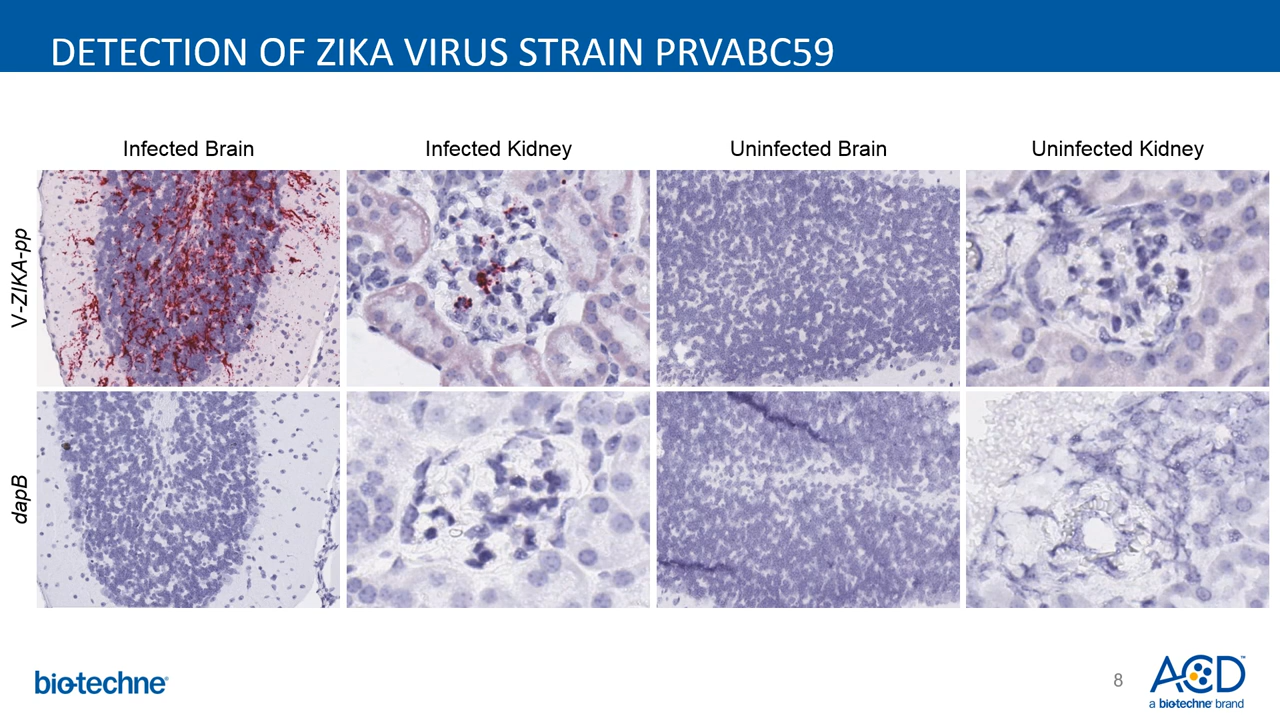 DETECTION OF ZIKA VIRUS STRAIN PRVABC59
Infected Brain
Infected Kidney
Uninfected Brain
Uninfected Kidney
V-ZIKA-pp
dapB
bio-techne®
8
ACD™
a bio-techne brand